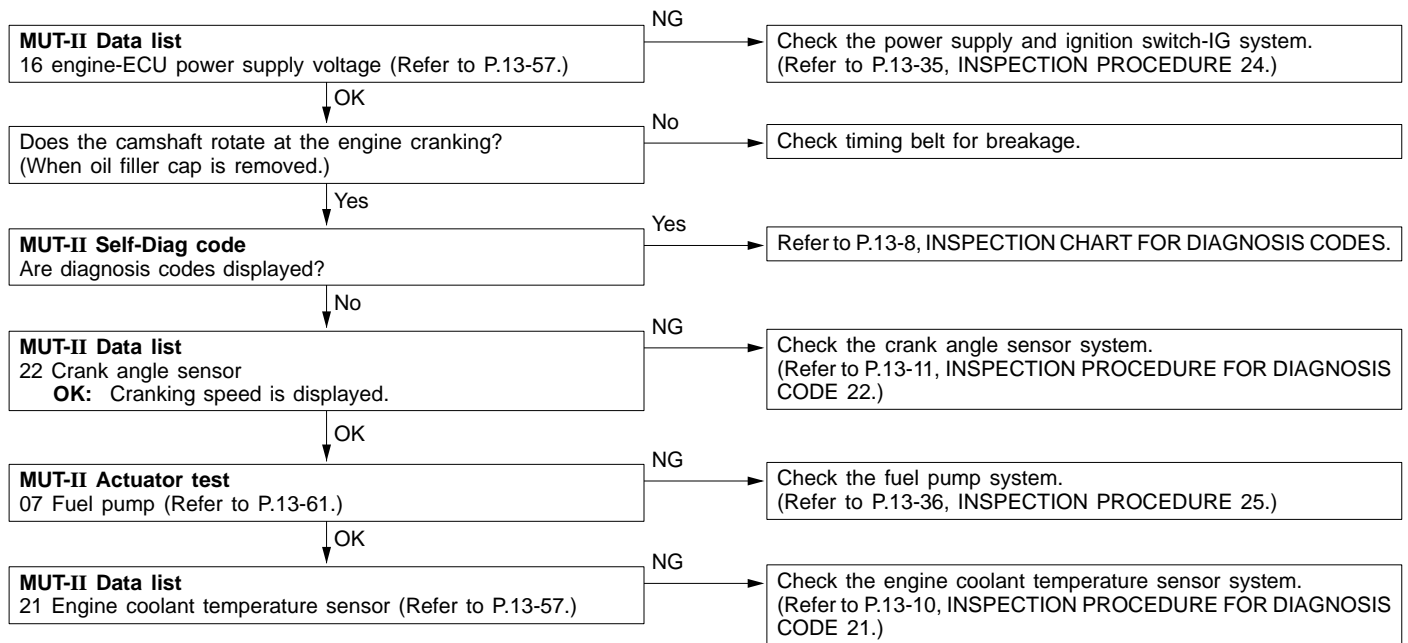 NG
MUT-II Data list
16 engine-ECU power supply voltage (Refer to P.13-57.)
Check the power supply and ignition switch-IG system.
(Refer to P.13-35, INSPECTION PROCEDURE 24.)
OK
Does the camshaft rotate at the engine cranking?
(When oil filler cap is removed.)
No
Check timing belt for breakage.
Yes
MUT-II Self-Diag code
Are diagnosis codes displayed?
Yes
Refer to P.13-8, INSPECTION CHART FOR DIAGNOSIS CODES.
No
MUT-II Data list
22 Crank angle sensor
OK: Cranking speed is displayed.
NG
Check the crank angle sensor system.
(Refer to P.13-11, INSPECTION PROCEDURE FOR DIAGNOSIS
CODE 22.)
OK
MUT-II Actuator test
07 Fuel pump (Refer to P.13-61.)
NG
Check the fuel pump system.
(Refer to P.13-36, INSPECTION PROCEDURE 25.)
OK
MUT-II Data list
21 Engine coolant temperature sensor (Refer to P.13-57.)
NG
Check the engine coolant temperature sensor system.
(Refer to P.13-10, INSPECTION PROCEDURE FOR DIAGNOSIS
CODE 21.)